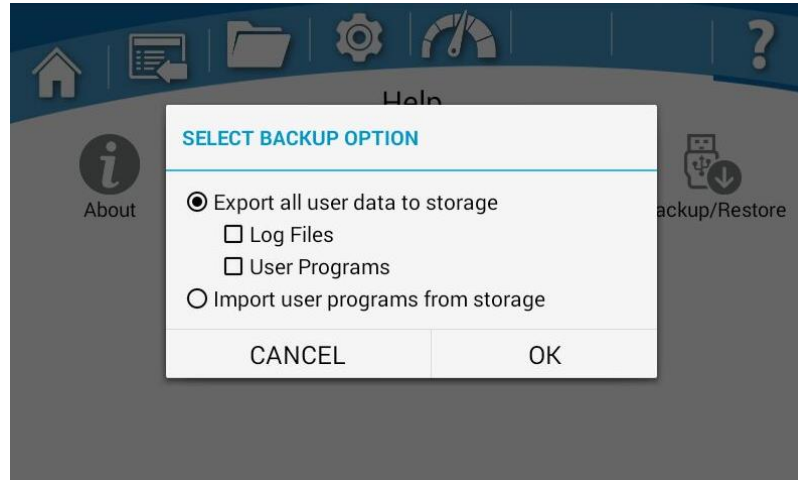 Help
SELECT BACKUP OPTION
About
ackup/Restore
Export all user data to storage
Log Files
User Programs
Import user programs from storage
CANCEL
OK